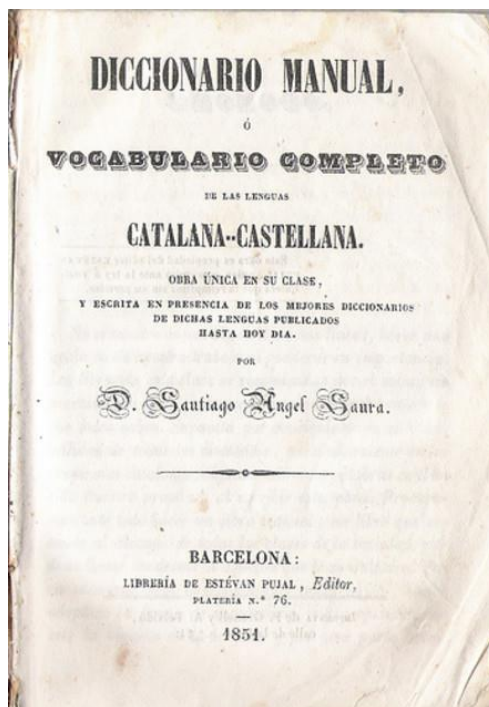 DICCIONARIO MANUAL,
ó
VOCABULARIO COMPLETO
DE LAS LENGUAS
CATALANA--CASTELLANA.
OBRA ÚNICA EN SU CLASE,
Y ESCRITA EN PRESENCIA DE LOS MEJORES DICCIONARIOS
DE DICHAS LENGUAS PUBLICADOS
HASTA HOY DIA.
POR
D. Santiago Angel Saura.
BARCELONA:
LIBRERÍA DE ESTÉVAN PUJAL, Editor,
PLATERÍA N.º 76.
1851.